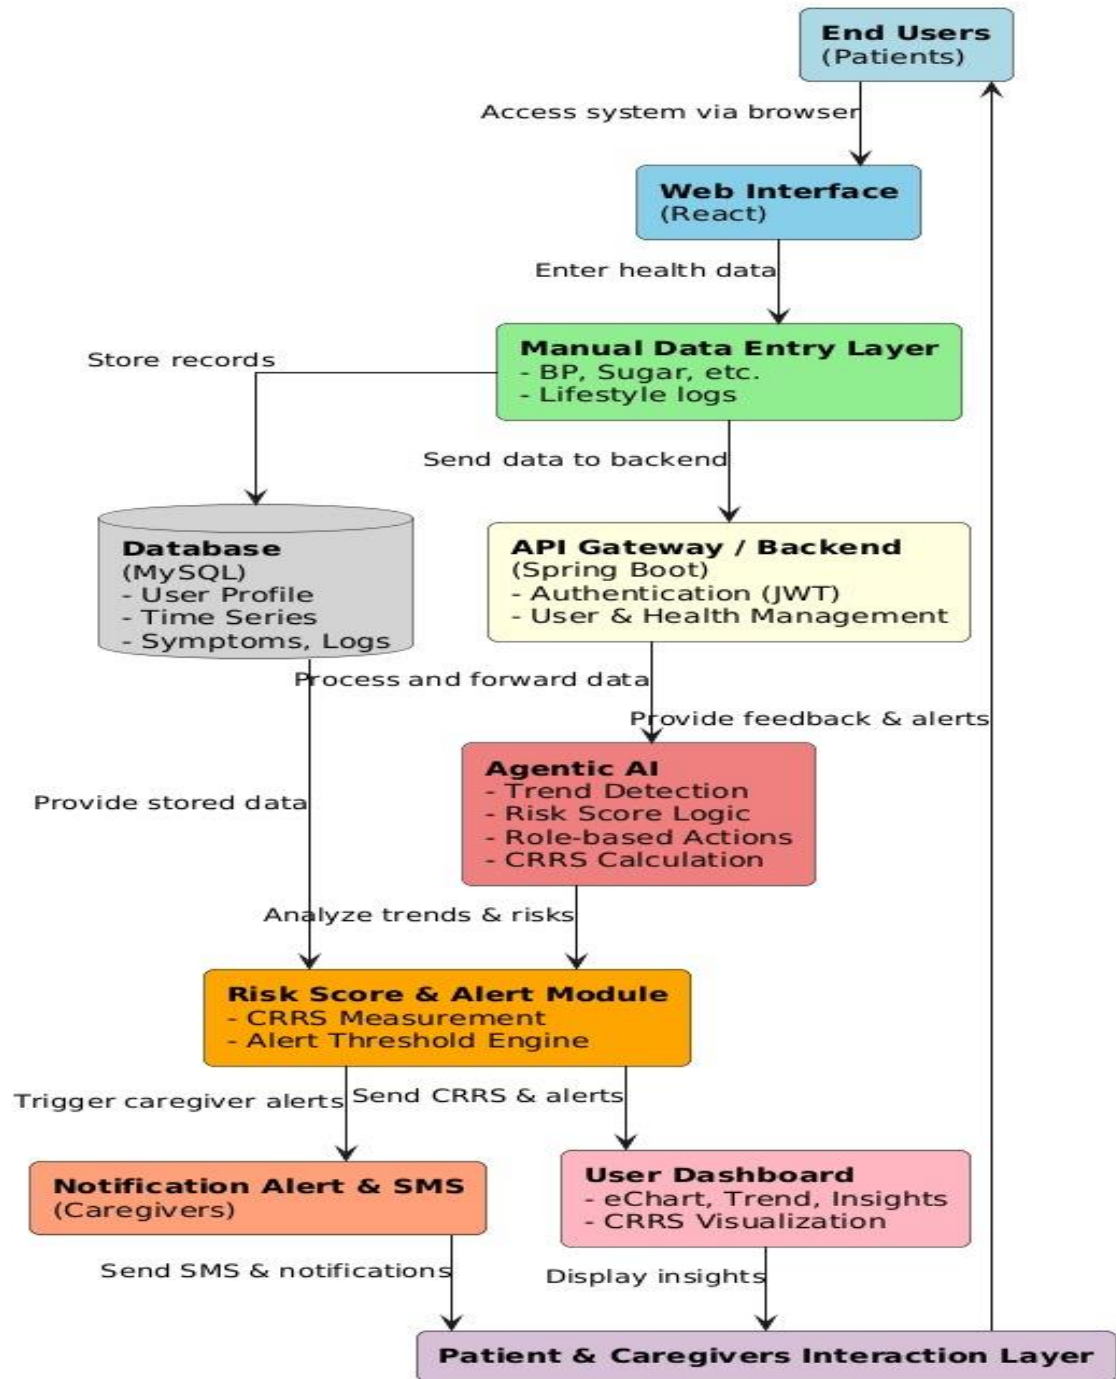 End Users
(Patients)
Access system via browser
Web Interface
(React)
Enter health data
Manual Data Entry Layer
- BP, Sugar, etc.
- Lifestyle logs
Store records
Send data to backend
Database
(MySQL)
- User Profile
- Time Series
- Symptoms, Logs
API Gateway / Backend
(Spring Boot)
- Authentication (JWT)
- User & Health Management
Process and forward data
Provide feedback & alerts
Agentic AI
- Trend Detection
- Risk Score Logic
- Role-based Actions
- CRRS Calculation
Provide stored data
Analyze trends & risks
Risk Score & Alert Module
- CRRS Measurement
- Alert Threshold Engine
Trigger caregiver alerts
Send CRRS & alerts
Notification Alert & SMS
(Caregivers)
User Dashboard
- eChart, Trend, Insights
- CRRS Visualization
Send SMS & notifications
Display insights
Patient & Caregivers Interaction Layer